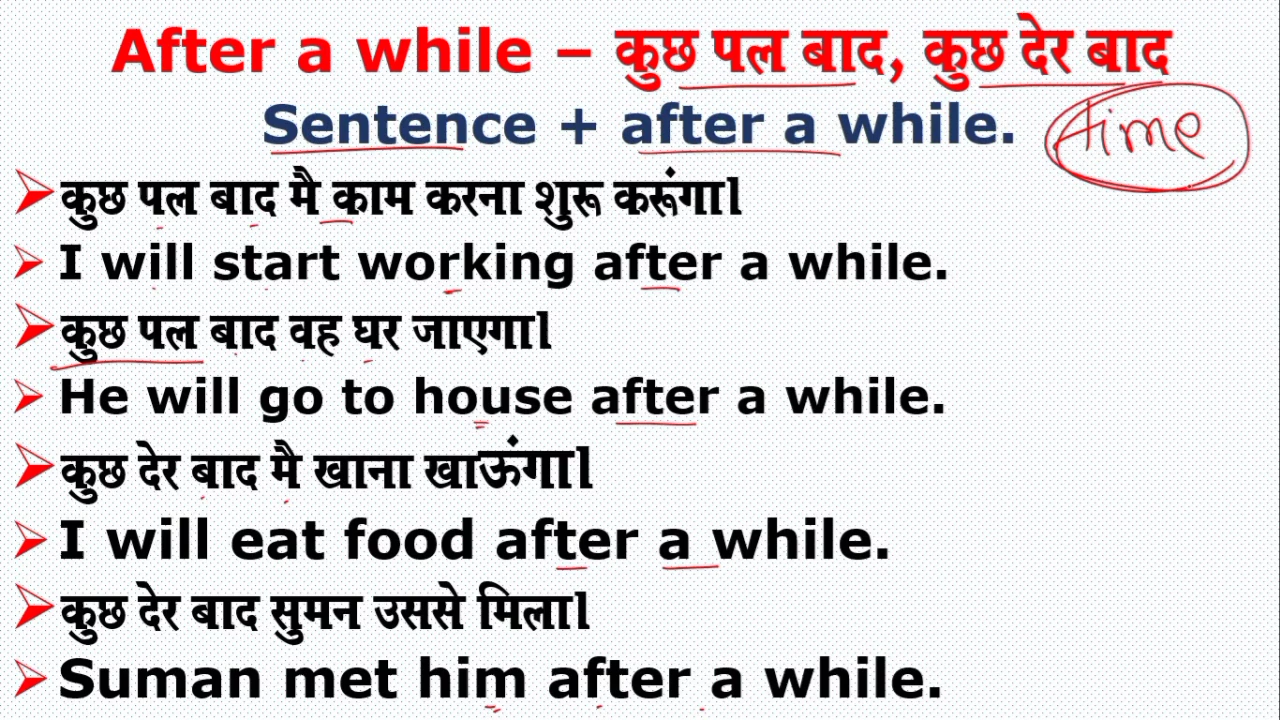 After a while – कुछ पल बाद, कुछ देर बाद
Sentence + after a while.
Time
कुछ पल बाद मै काम करना शुरू करूंगा।
I will start working after a while.
कुछ पल बाद वह घर जाएगा।
He will go to house after a while.
कुछ देर बाद मै खाना खाऊंगा।
I will eat food after a while.
कुछ देर बाद सुमन उससे मिला।
Suman met him after a while.